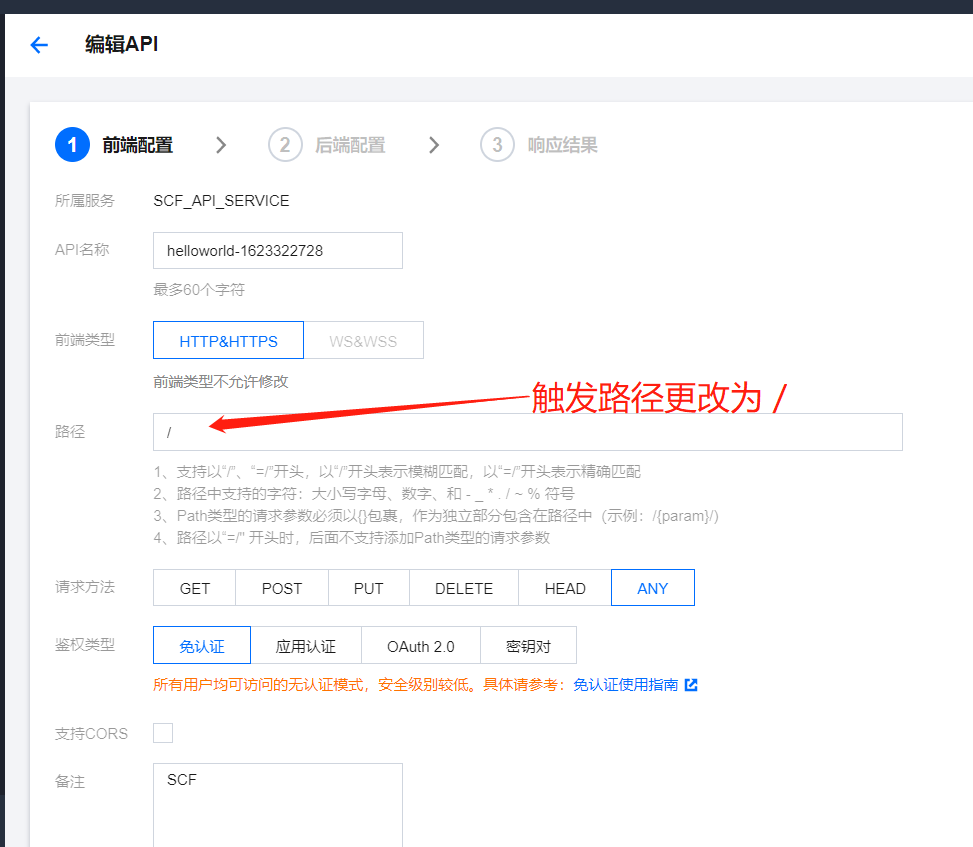 编辑API
1 前端配置 2 后端配置 3 响应结果
所属服务 SCF_API_SERVICE
API名称 helloworld-1623322728
最多60个字符
前端类型 HTTP&HTTPS WS&WSS
前端类型不允许修改
触发路径更改为 /
路径 /
1、支持以“/”、“=/”开头，以“/”开头表示模糊匹配，以“=/”开头表示精确匹配
2、路径中支持的字符：大小写字母、数字、和 - _ * . / ~ % 符号
3、Path类型的请求参数必须以{}包裹，作为独立部分包含在路径中（示例：/{param}/）
4、路径以“=/” 开头时，后面不支持添加Path类型的请求参数
请求方法 GET POST PUT DELETE HEAD ANY
鉴权类型 免认证 应用认证 OAuth 2.0 密钥对
所有用户均可访问的无认证模式，安全级别较低。具体请参考：免认证使用指南
支持CORS
备注 SCF